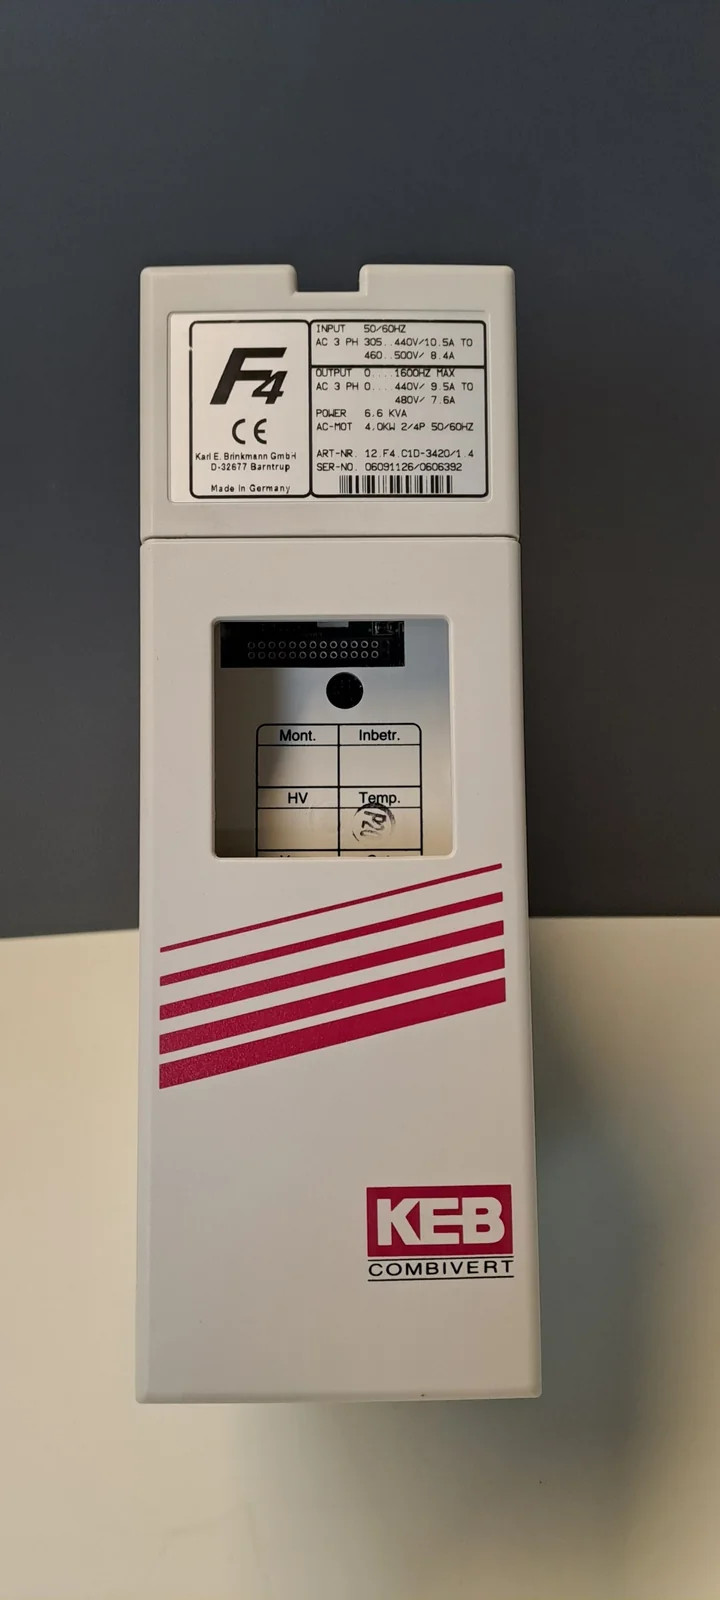 F4
CE
Karl E. Brinkmann GmbH
D-32677 Barntrup
Made in Germany
INPUT 50/60HZ
AC 3 PH 305..440V/10.5A TO
460..500V/ 8.4A
OUTPUT 0....1600HZ MAX
AC 3 PH 0....440V/ 9.5A TO
480V/ 7.6A
POWER 6.6 KVA
AC-MOT 4.0KW 2/4P 50/60HZ
ART-NR. 12.F4.C1D-3420/1.4
SER-NO. 06091126/0606392
Mont. Inbetr.
HV Temp.
KEB
COMBIVERT